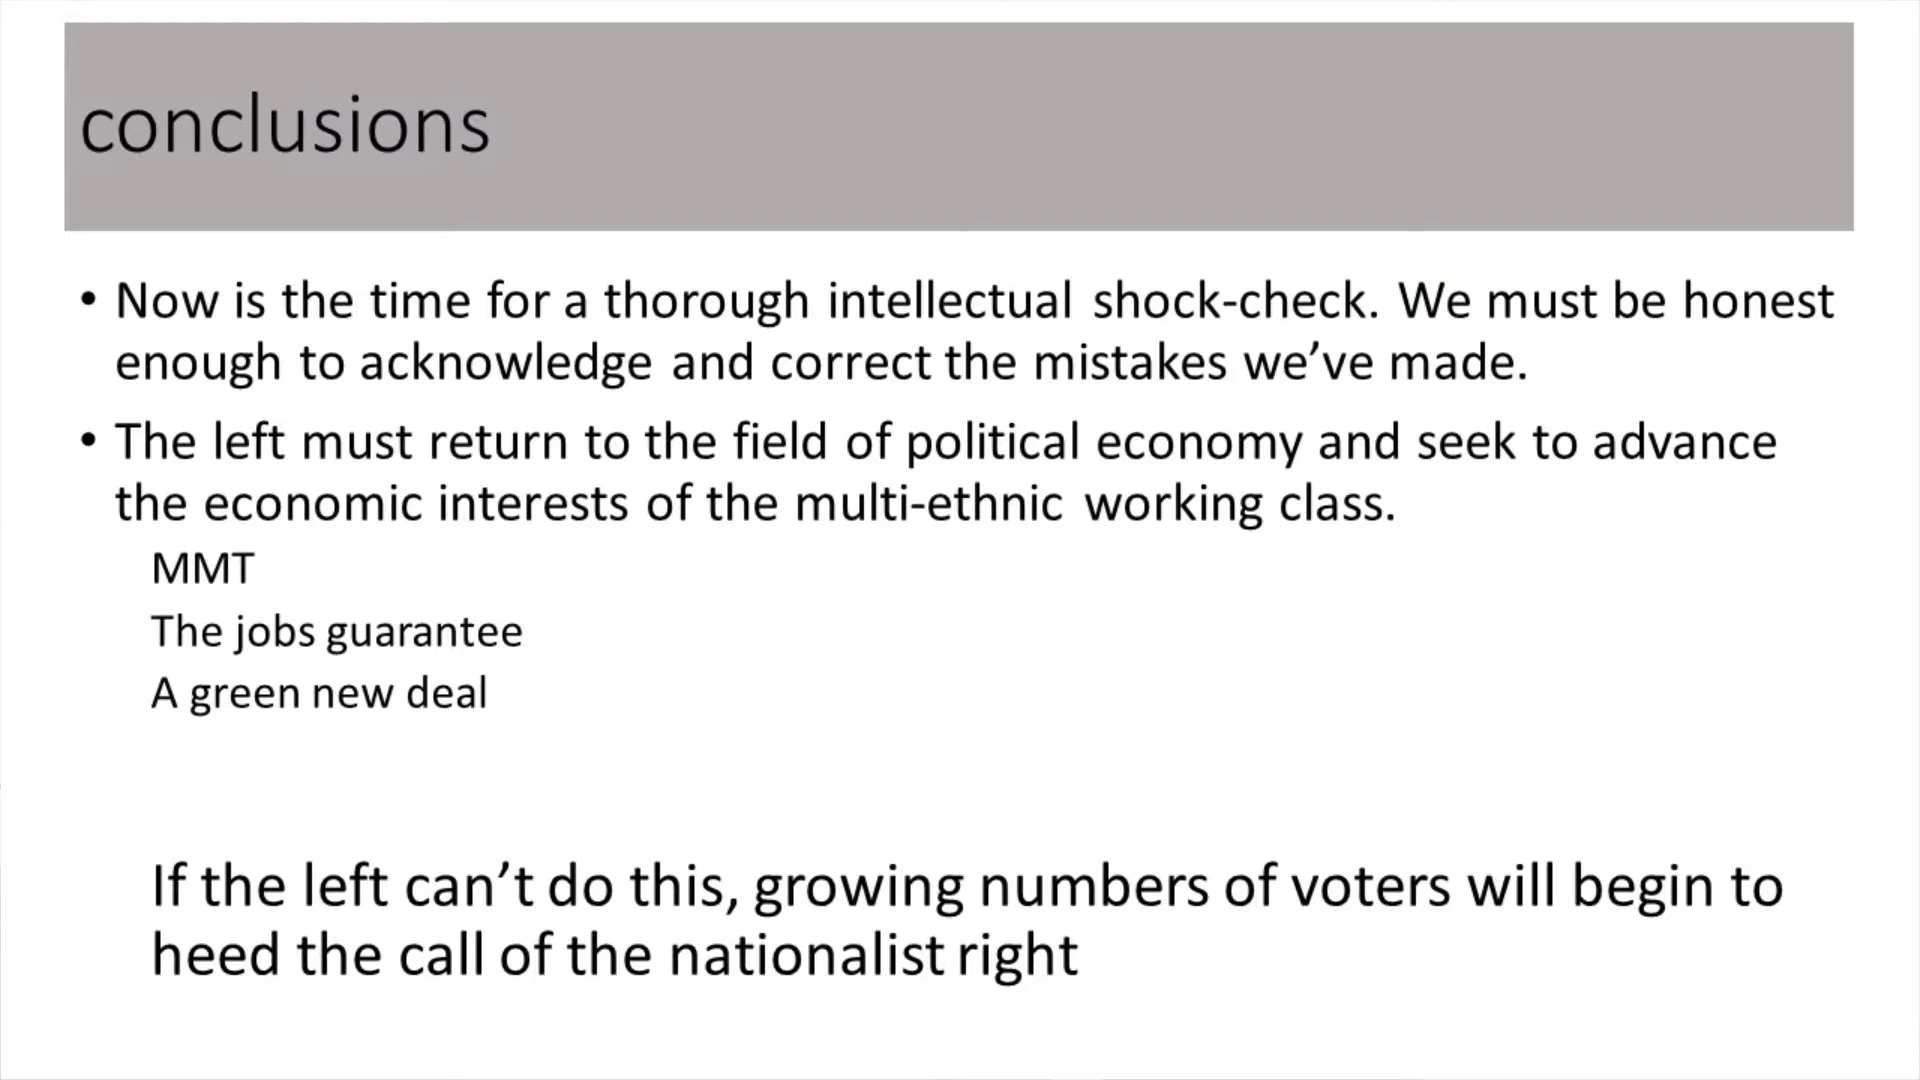 conclusions
• Now is the time for a thorough intellectual shock-check. We must be honest
enough to acknowledge and correct the mistakes we’ve made.
• The left must return to the field of political economy and seek to advance
the economic interests of the multi-ethnic working class.
MMT
The jobs guarantee
A green new deal
If the left can’t do this, growing numbers of voters will begin to
heed the call of the nationalist right